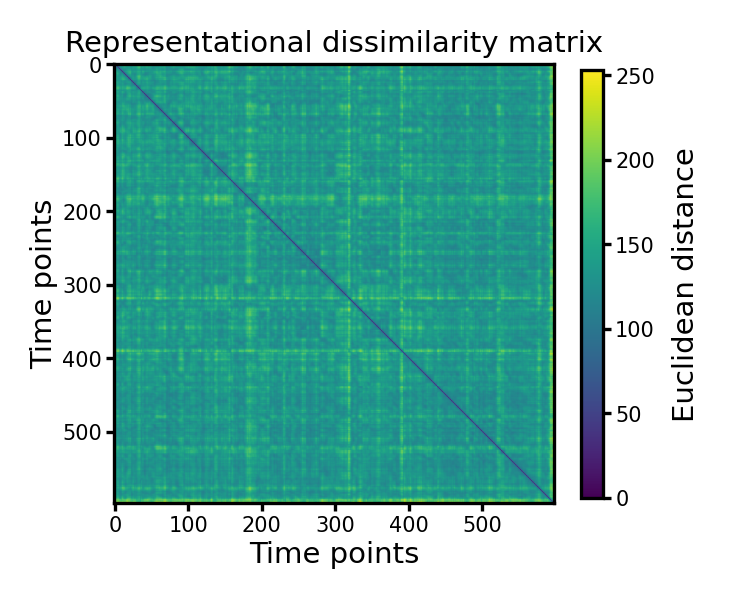 Representational dissimilarity matrix
0
100
200
300
400
500
Time points
0 100 200 300 400 500
Time points
250
200
150
100
50
0
Euclidean distance